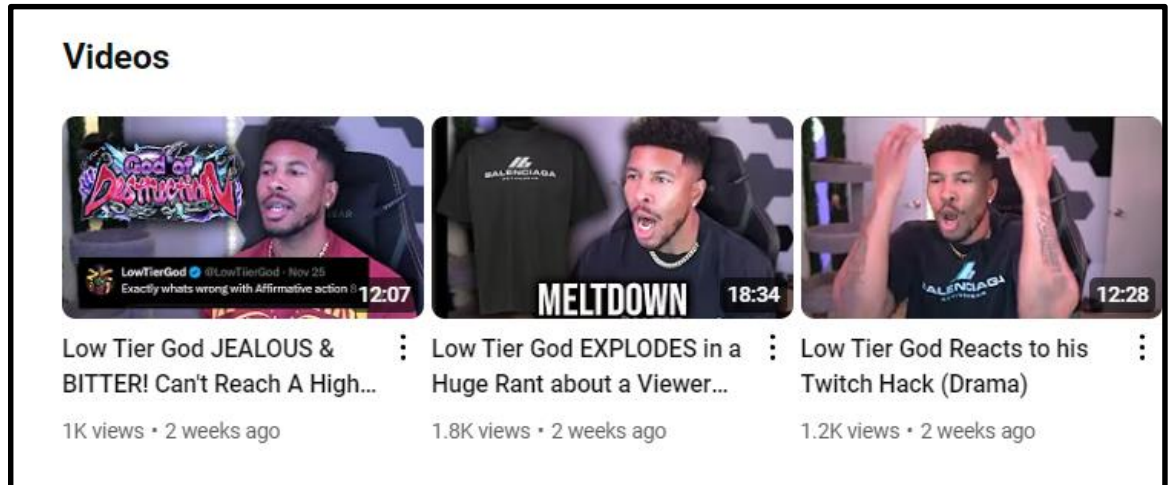 Videos
God of
Destruction
LowTierGod @LowTierGod · Nov 25
Exactly whats wrong with Affirmative action
12:07
BALENCIAGA
MELTDOWN
18:34
BALENCIAGA
12:28
Low Tier God JEALOUS &
BITTER! Can't Reach A High...
1K views • 2 weeks ago
Low Tier God EXPLODES in a
Huge Rant about a Viewer...
1.8K views • 2 weeks ago
Low Tier God Reacts to his
Twitch Hack (Drama)
1.2K views • 2 weeks ago